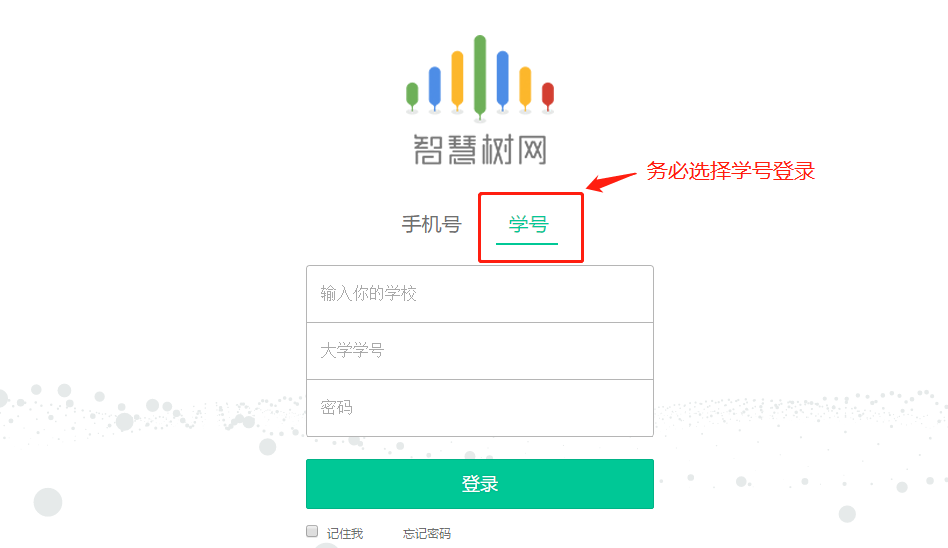 智慧树网
务必选择学号登录
手机号 学号
输入你的学校
大学学号
密码
登录
记住我 忘记密码